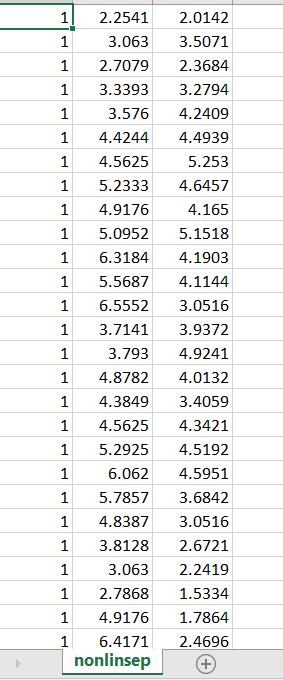 1 2.2541 2.0142
1 3.063 3.5071
1 2.7079 2.3684
1 3.3393 3.2794
1 3.576 4.2409
1 4.4244 4.4939
1 4.5625 5.253
1 5.2333 4.6457
1 4.9176 4.165
1 5.0952 5.1518
1 6.3184 4.1903
1 5.5687 4.1144
1 6.5552 3.0516
1 3.7141 3.9372
1 3.793 4.9241
1 4.8782 4.0132
1 4.3849 3.4059
1 4.5625 4.3421
1 5.2925 4.5192
1 6.062 4.5951
1 5.7857 3.6842
1 4.8387 3.0516
1 3.8128 2.6721
1 3.063 2.2419
1 2.7868 1.5334
1 4.9176 1.7864
1 6.4171 2.4696
nonlinsep